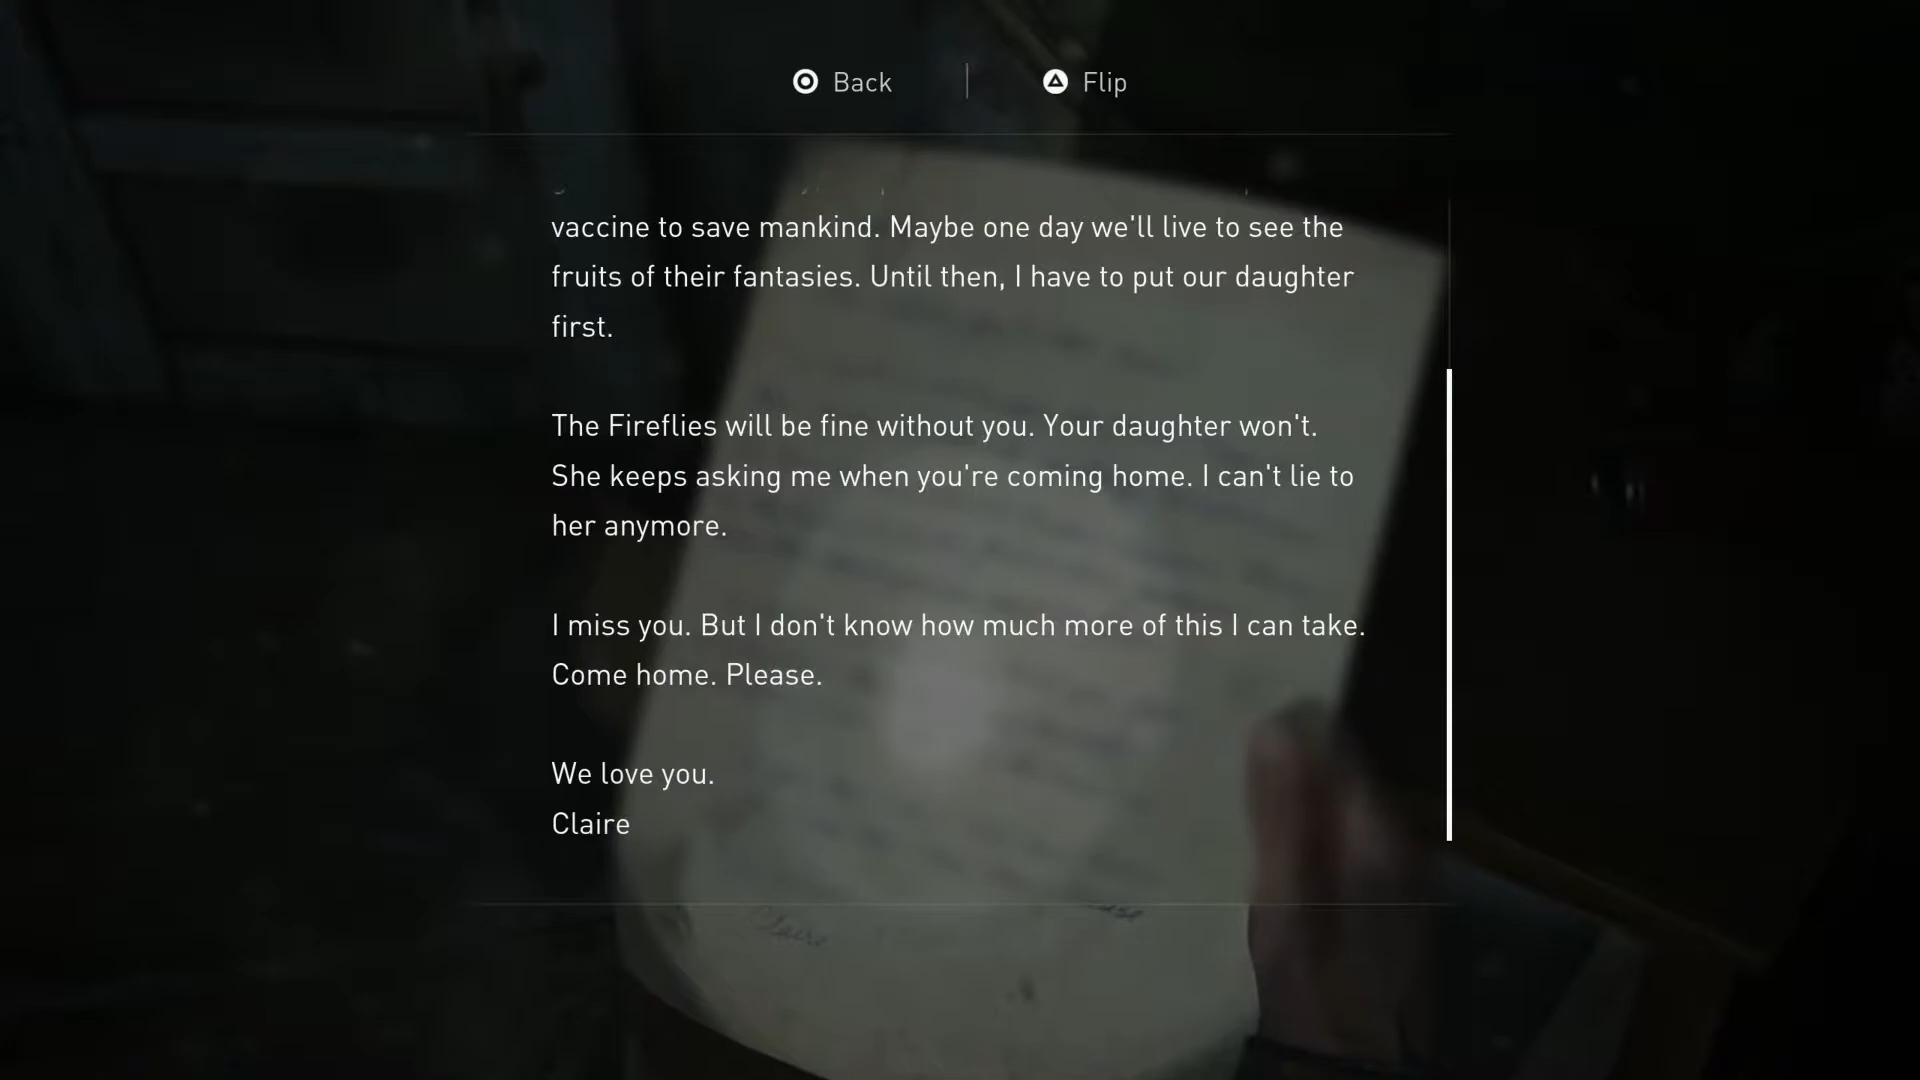 Back
Flip
vaccine to save mankind. Maybe one day we'll live to see the
fruits of their fantasies. Until then, I have to put our daughter
first.
The Fireflies will be fine without you. Your daughter won't.
She keeps asking me when you're coming home. I can't lie to
her anymore.
I miss you. But I don't know how much more of this I can take.
Come home. Please.
We love you.
Claire
Claire